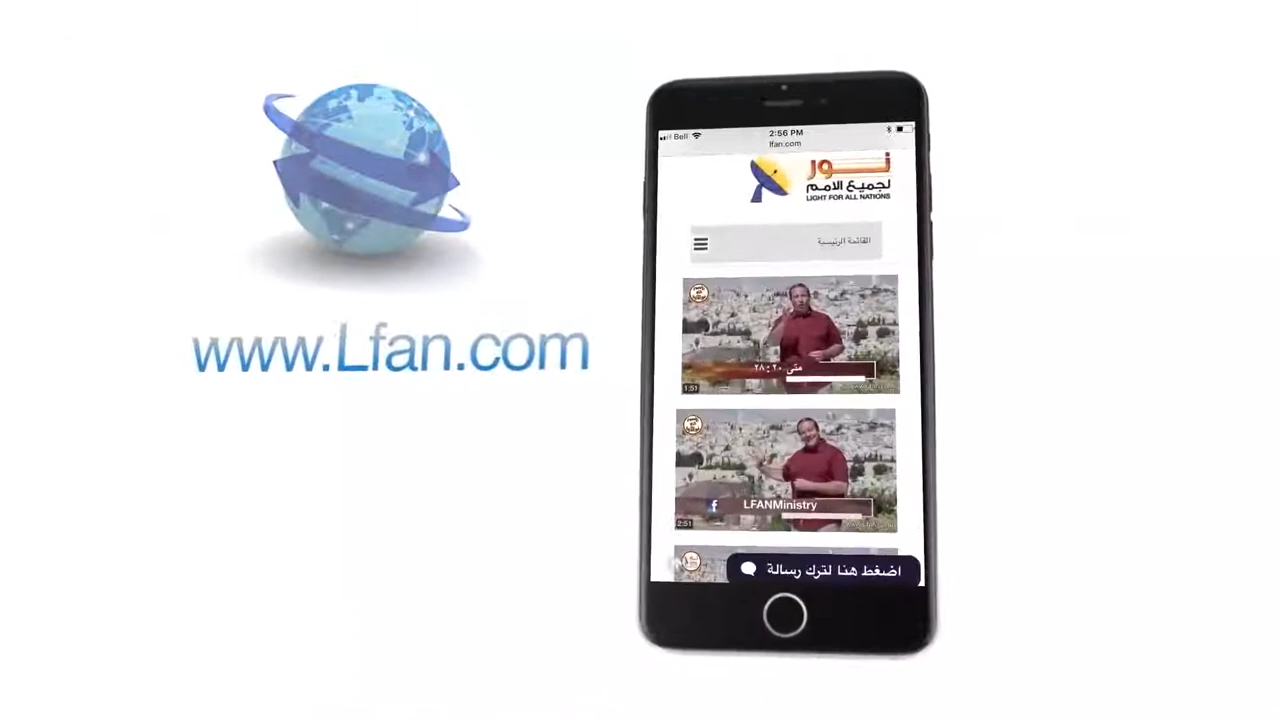 www.Lfan.com
Bell
2:56 PM
lfan.com
نور
لجميع الامم
LIGHT FOR ALL NATIONS
القائمة الرئيسية
متى ٢٠ : ٢٨
1:51
LFANMinistry
2:51
اضغط هنا لترك رسالة